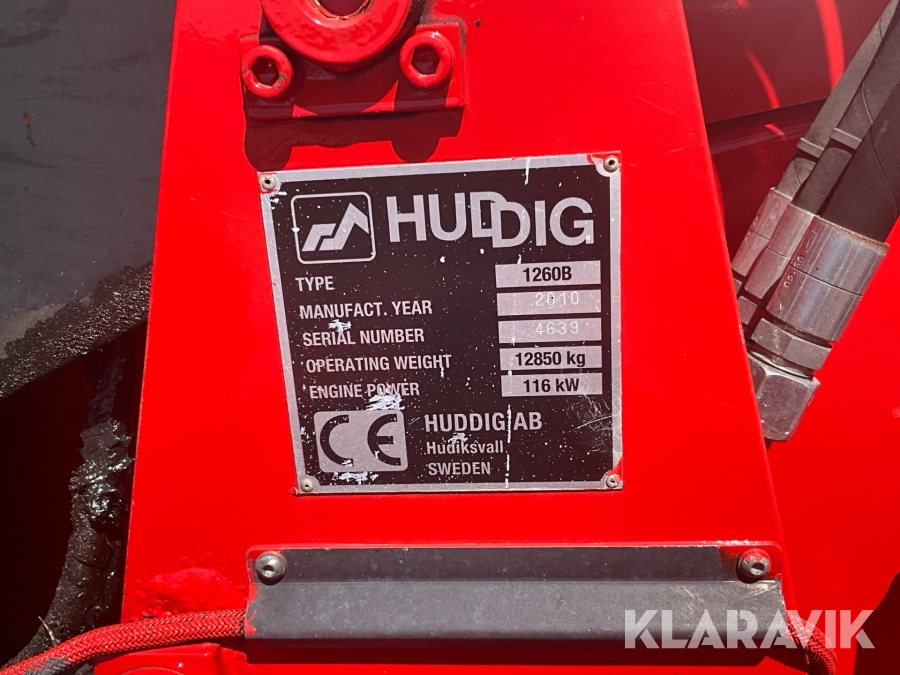 HUDDIG
TYPE 1260B
MANUFACT. YEAR 2010
SERIAL NUMBER 4639
OPERATING WEIGHT 12850 kg
ENGINE POWER 116 kW
CE HUDDIG AB
Hudiksvall
SWEDEN
KLARAVIK